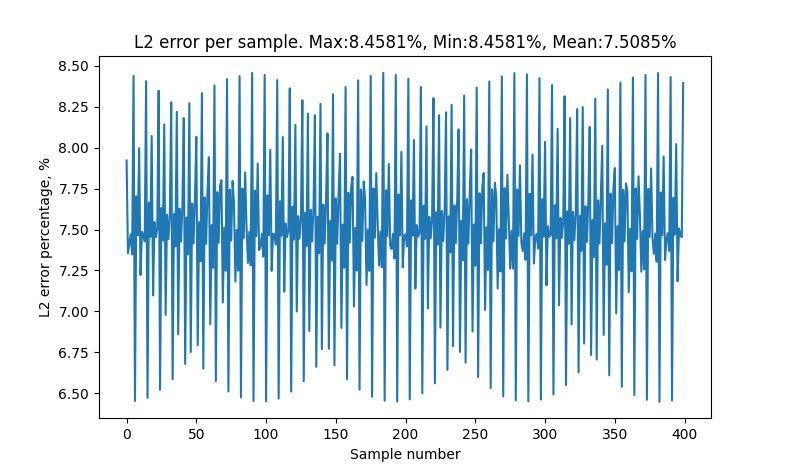 L2 error per sample. Max:8.4581%, Min:8.4581%, Mean:7.5085%
L2 error percentage, %
8.50
8.25
8.00
7.75
7.50
7.25
7.00
6.75
6.50
0 50 100 150 200 250 300 350 400
Sample number